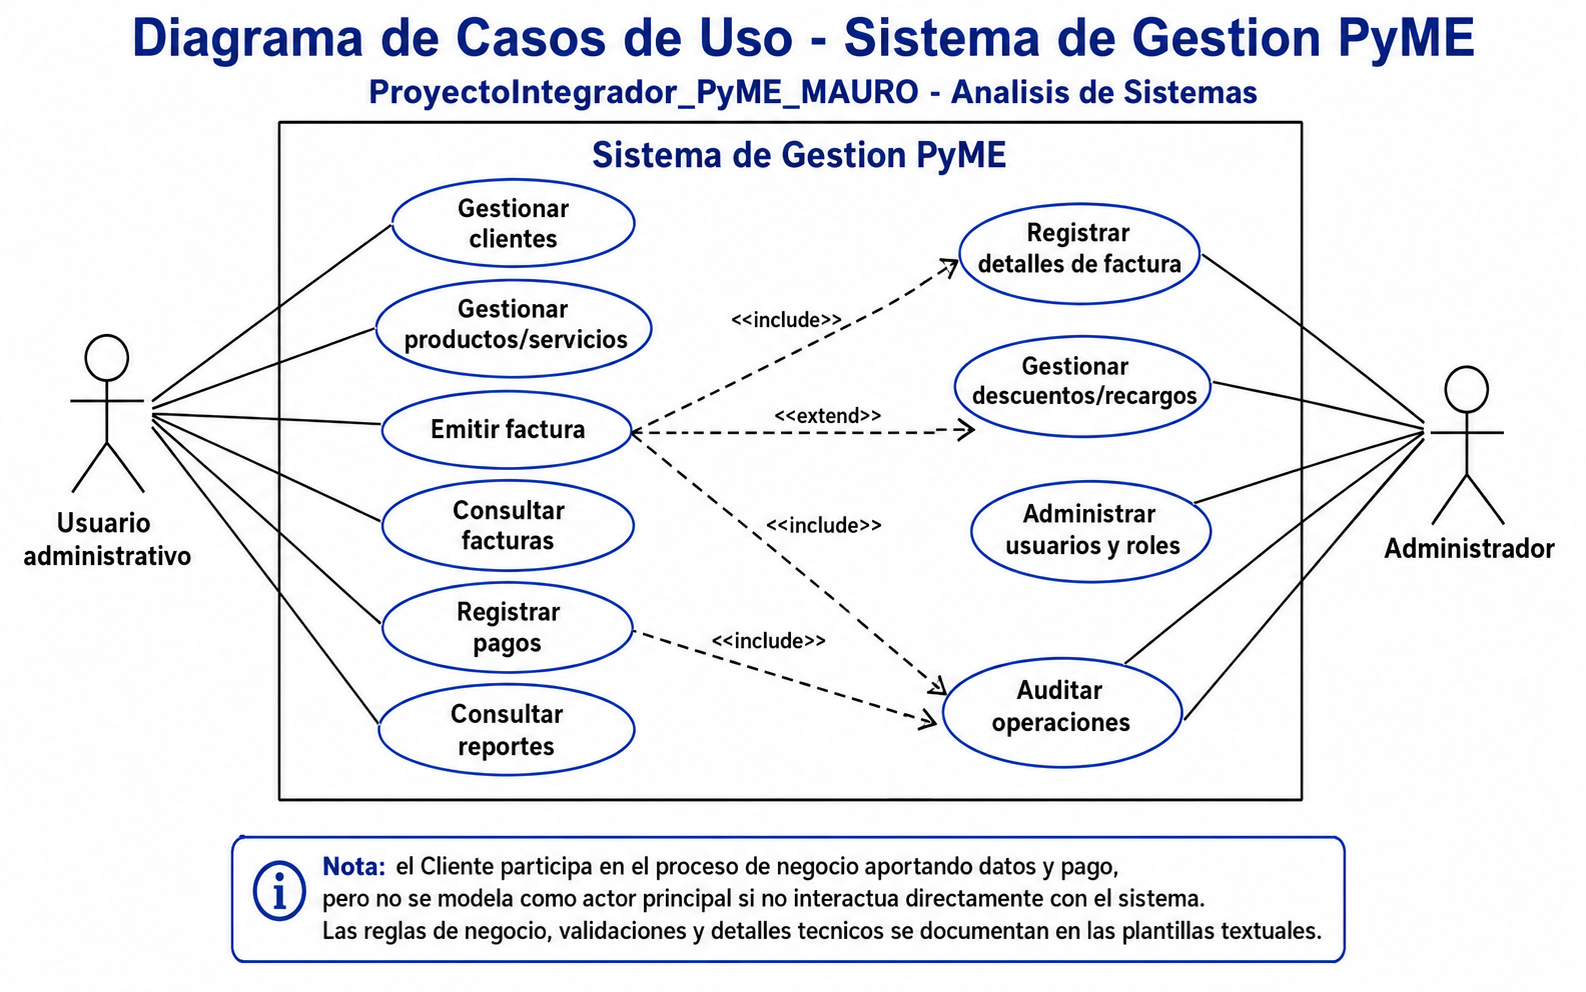 Diagrama de Casos de Uso - Sistema de Gestion PyME
ProyectoIntegrador_PyME_MAURO - Analisis de Sistemas
Sistema de Gestion PyME
Gestionar
clientes
Gestionar
productos/servicios
Emitir factura
Consultar
facturas
Registrar
pagos
Consultar
reportes
<<include>>
<<extend>>
<<include>>
<<include>>
Registrar
detalles de factura
Gestionar
descuentos/recargos
Administrar
usuarios y roles
Auditar
operaciones
Usuario
administrativo
Administrador
Nota: el Cliente participa en el proceso de negocio aportando datos y pago,
pero no se modela como actor principal si no interactua directamente con el sistema.
Las reglas de negocio, validaciones y detalles tecnicos se documentan en las plantillas textuales.